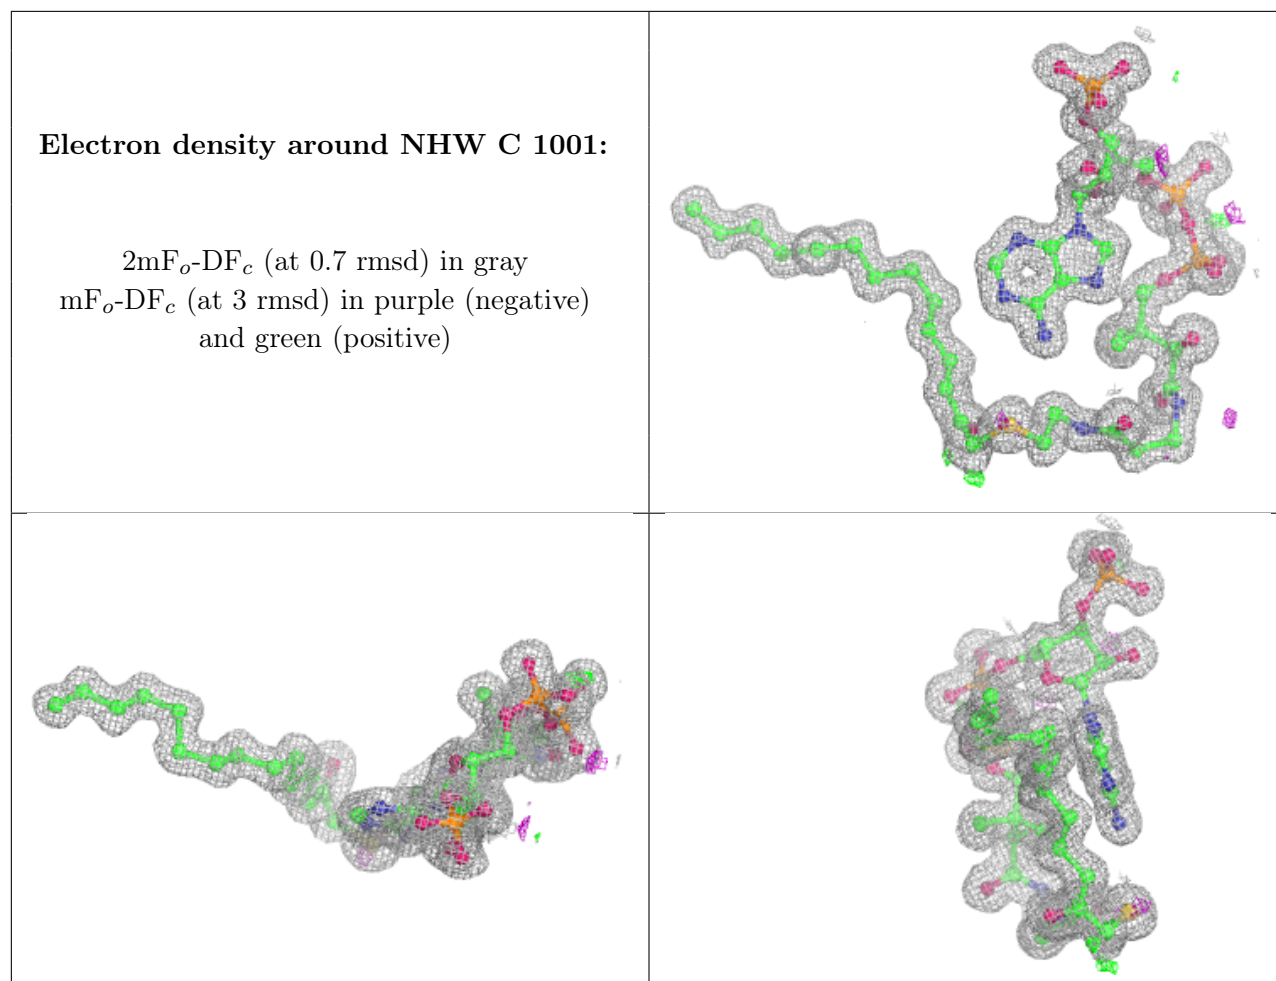 Electron density around NHW C 1001:
2mFo-DFc (at 0.7 rmsd) in gray
mFo-DFc (at 3 rmsd) in purple (negative)
and green (positive)